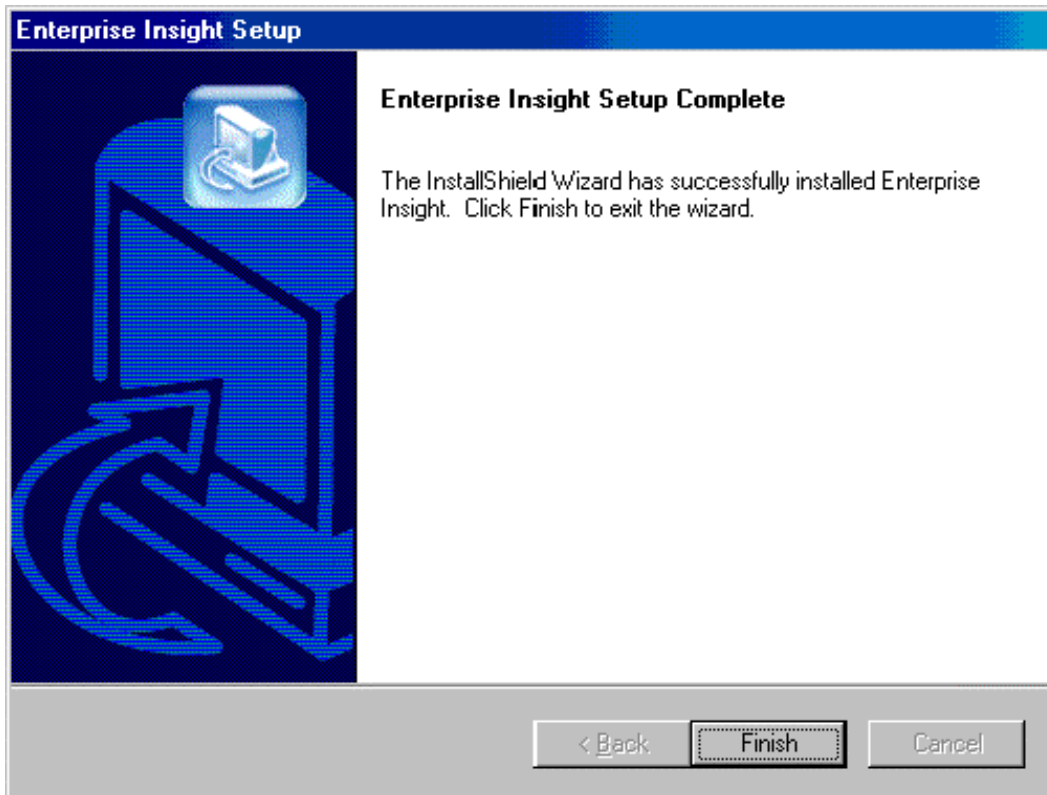 Enterprise Insight Setup
Enterprise Insight Setup Complete
The InstallShield Wizard has successfully installed Enterprise
Insight.  Click Finish to exit the wizard.
< Back
Finish
Cancel